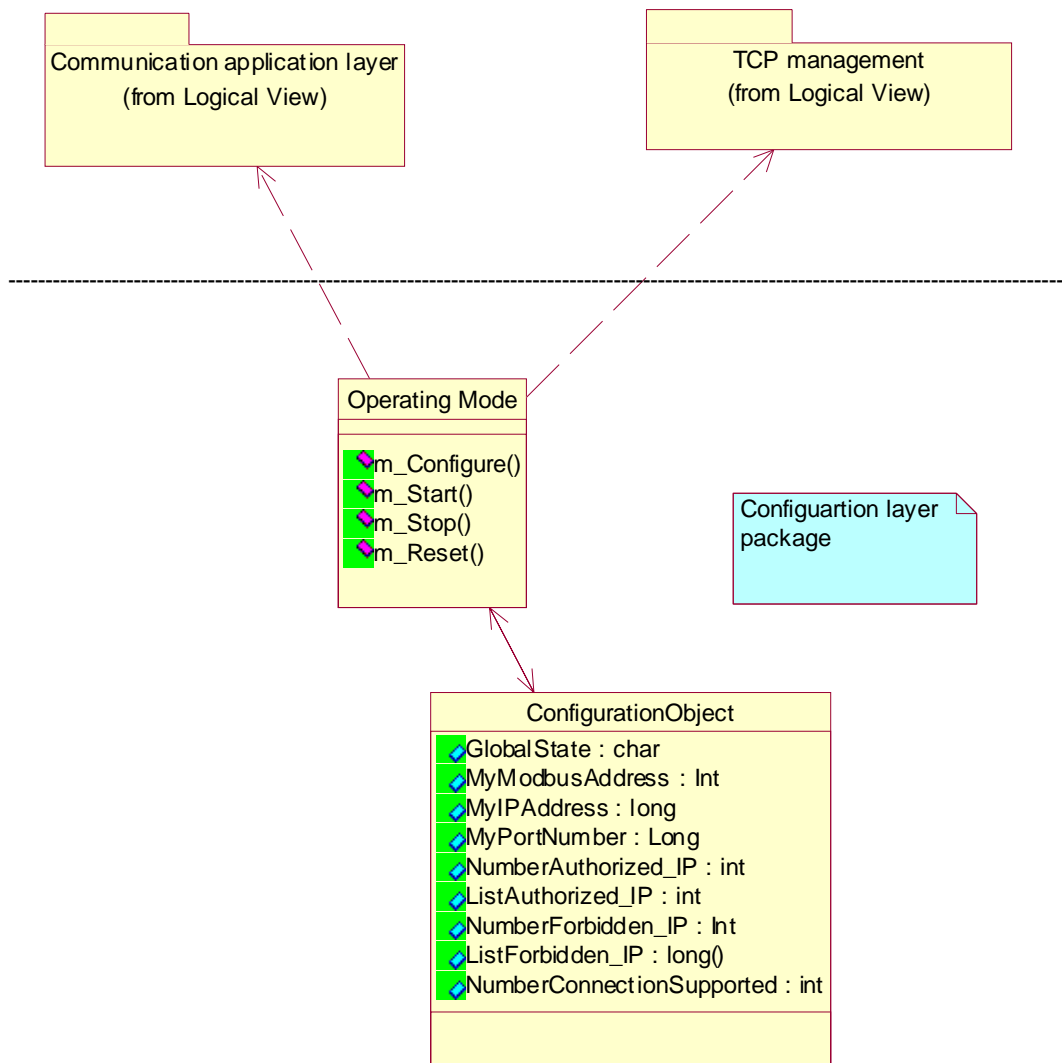 Communication application layer
(from Logical View)
TCP management
(from Logical View)
Operating Mode
m_Configure()
m_Start()
m_Stop()
m_Reset()
Configuartion layer
package
ConfigurationObject
GlobalState : char
MyModbusAddress : Int
MyIPAddress : long
MyPortNumber : Long
NumberAuthorized_IP : int
ListAuthorized_IP : int
NumberForbidden_IP : Int
ListForbidden_IP : long()
NumberConnectionSupported : int